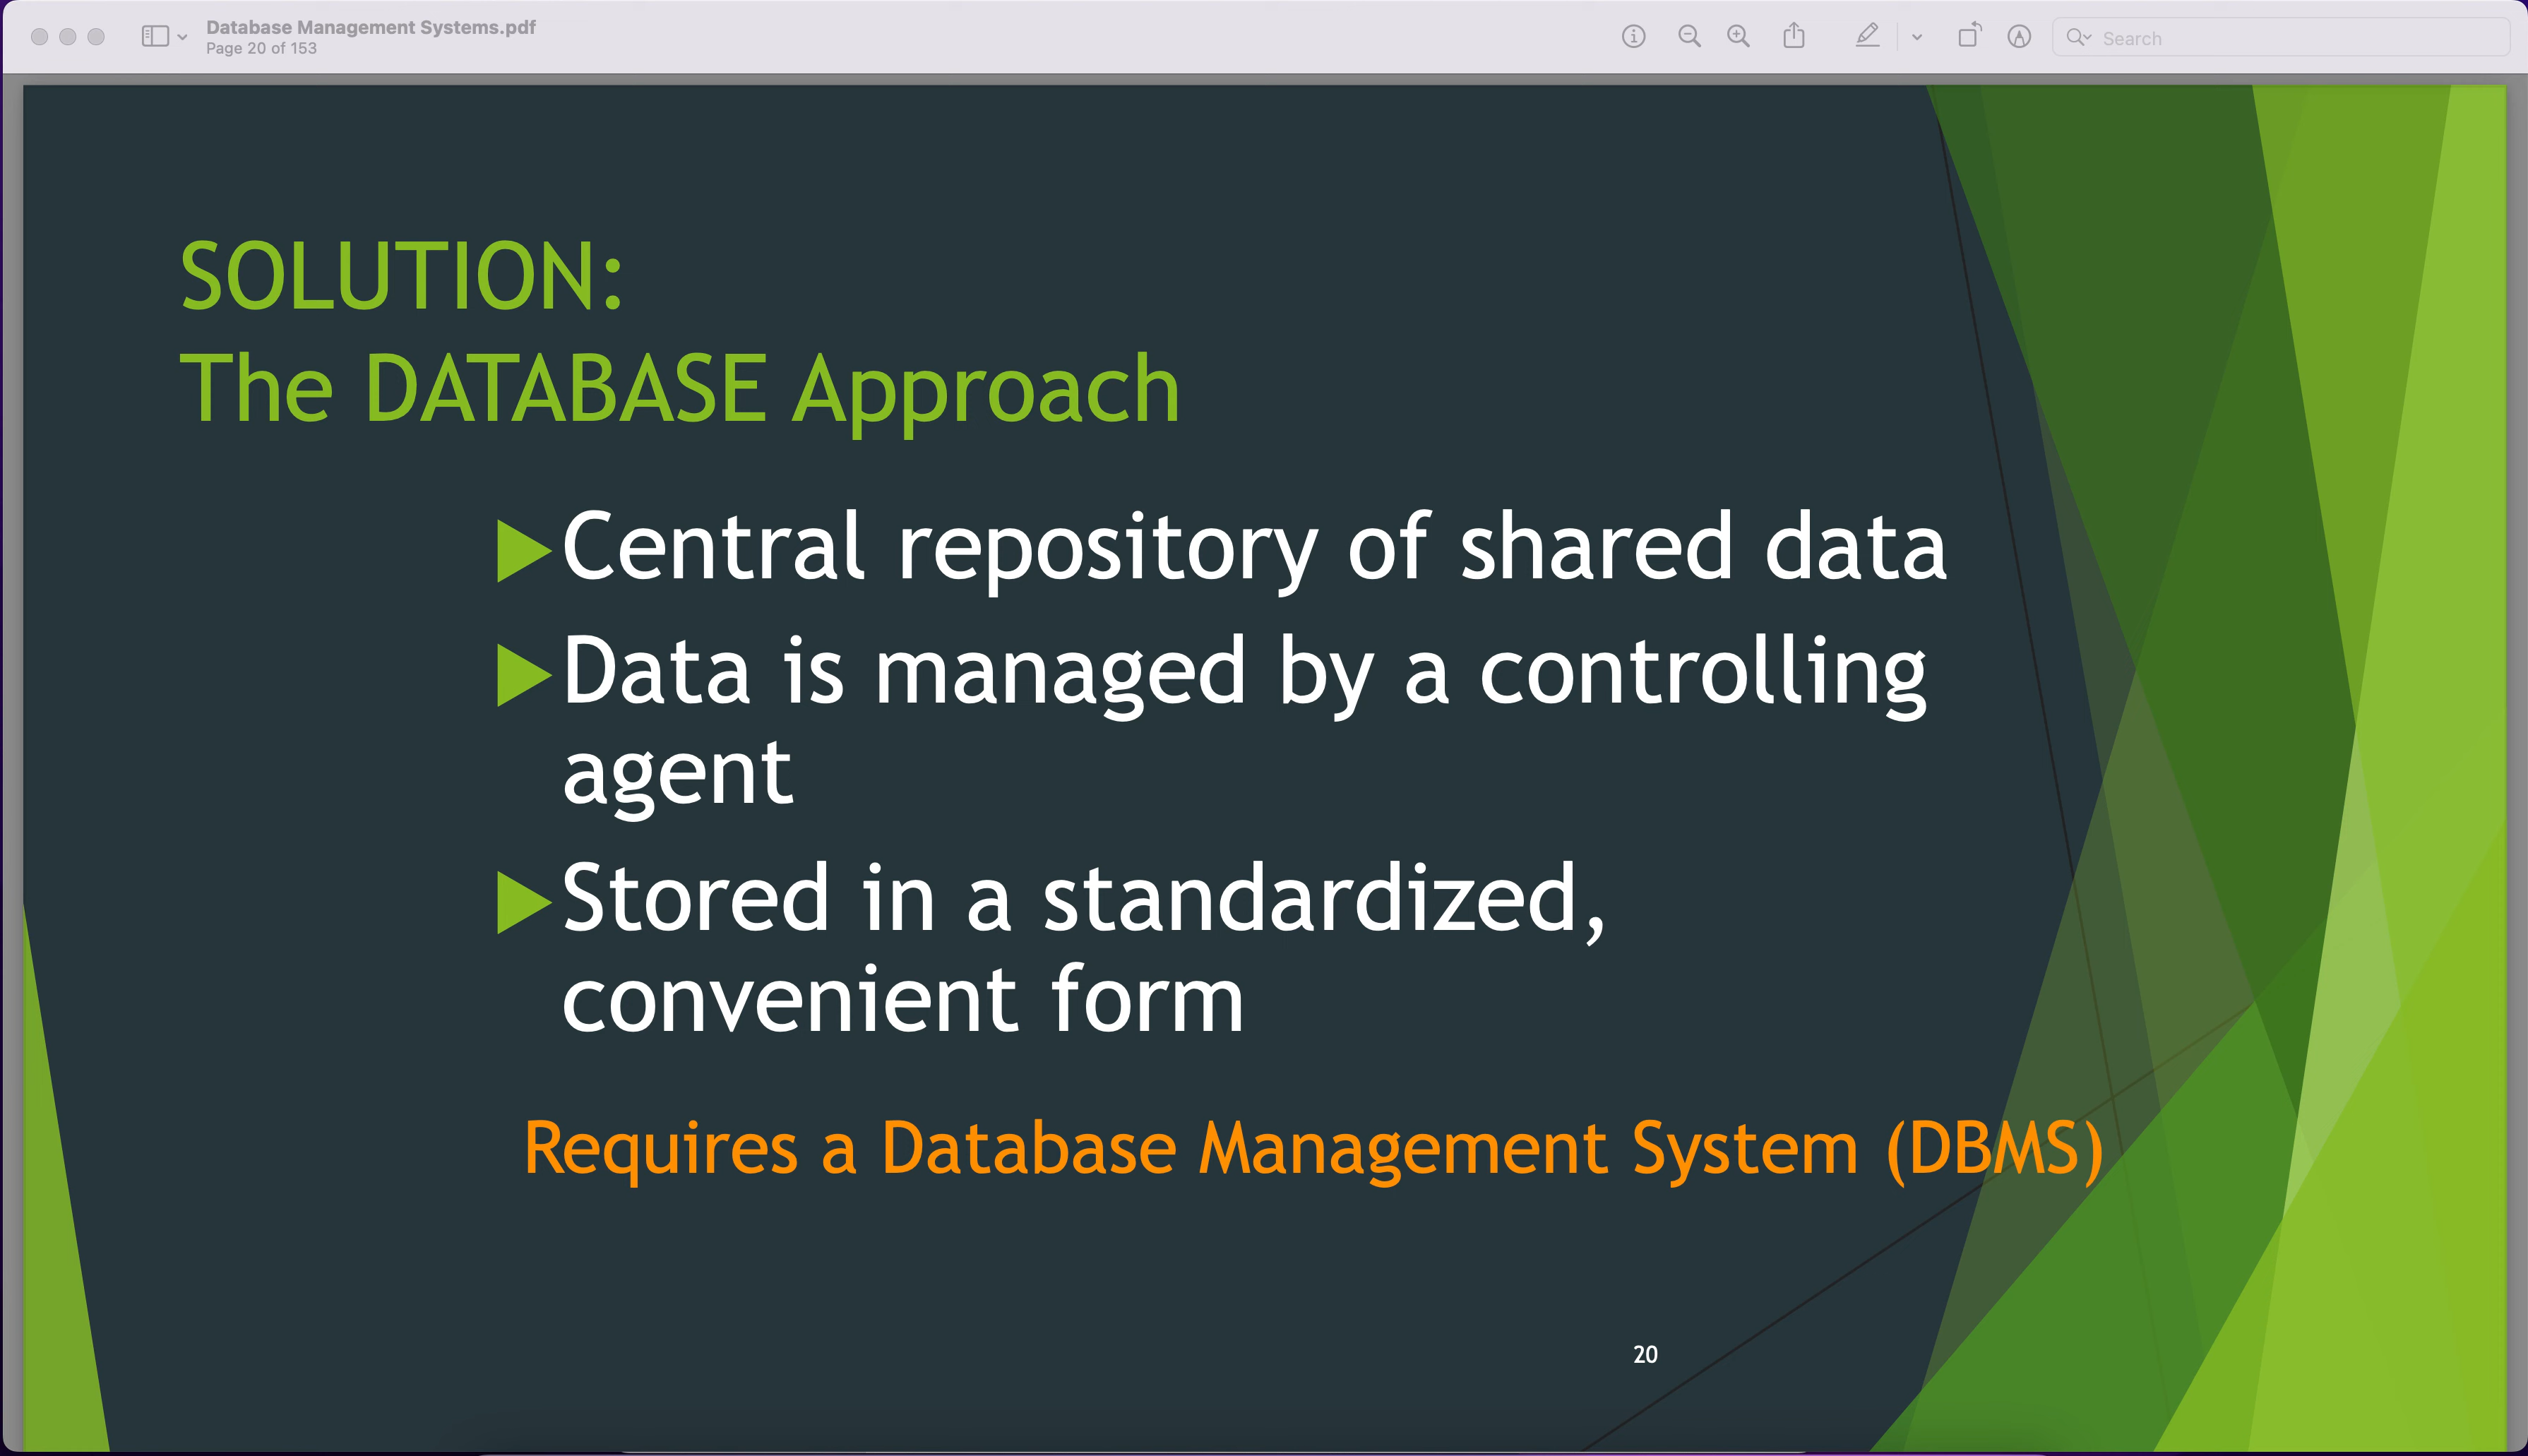 Database Management Systems.pdf
Page 20 of 153
Search
SOLUTION:
The DATABASE Approach
Central repository of shared data
Data is managed by a controlling
agent
Stored in a standardized,
convenient form
Requires a Database Management System (DBMS)
20